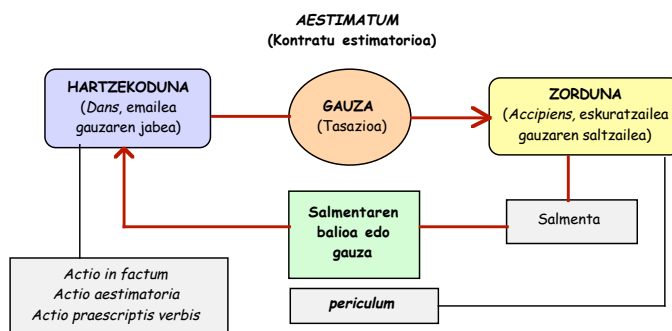 AESTIMATUM
(Kontratu estimatorioa)
HARTZEKODUNA
(Dans, emailea
gauzaren jabea)
GAUZA
(Tasazioa)
ZORDUNA
(Accipiens, eskuratzailea
gauzaren saltzailea)
Salmentaren
balioa edo
gauza
Salmenta
Actio in factum
Actio aestimatoria
Actio praescriptis verbis
periculum